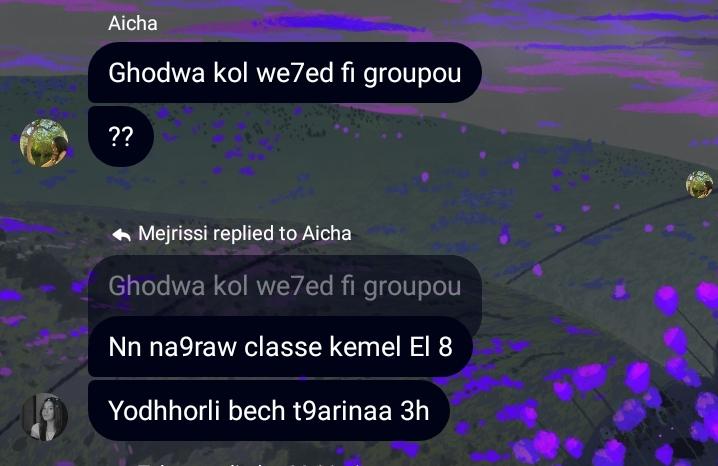 Aicha
Ghodwa kol we7ed fi groupou
??
Mejrissi replied to Aicha
Ghodwa kol we7ed fi groupou
Nn na9raw classe kemel El 8
Yodhhorli bech t9arinaa 3h